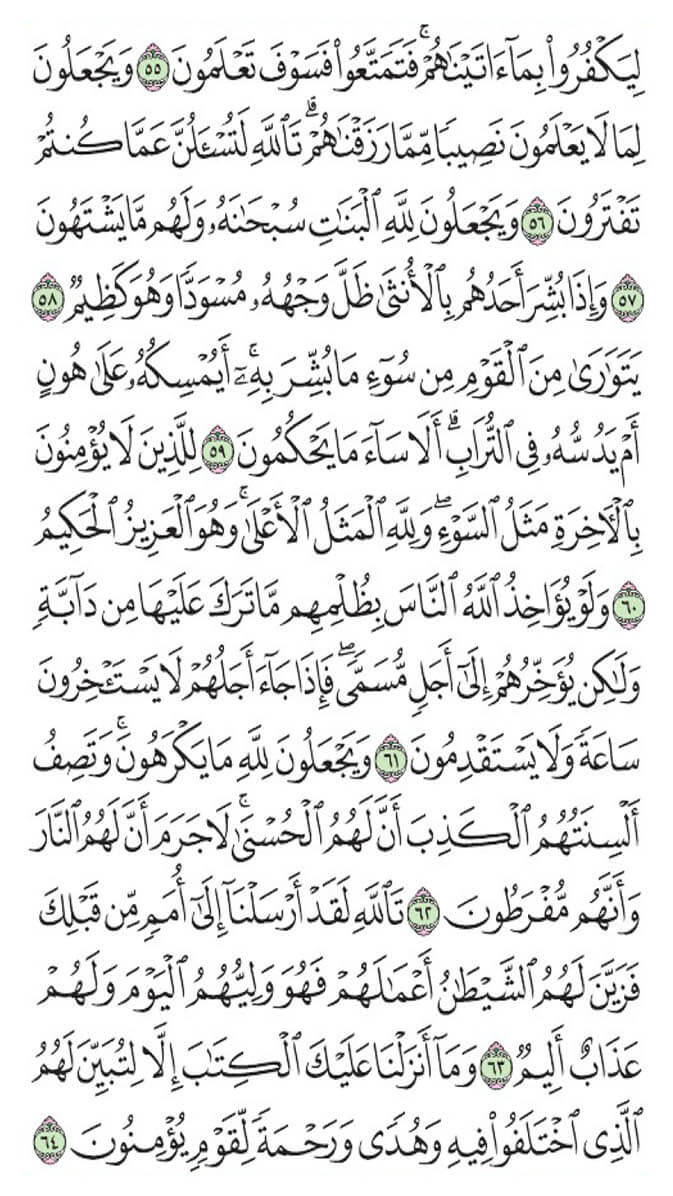 لِيَكۡفُرُواْ بِمَآ ءَاتَيۡنَٰهُمۡۚ فَتَمَتَّعُواْ فَسَوۡفَ تَعۡلَمُونَ ٥٥ وَيَجۡعَلُونَ
لِمَا لَا يَعۡلَمُونَ نَصِيبٗا مِّمَّا رَزَقۡنَٰهُمۡۗ تَٱللَّهِ لَتُسۡـَٔلُنَّ عَمَّا كُنتُمۡ
تَفۡتَرُونَ ٥٦ وَيَجۡعَلُونَ لِلَّهِ ٱلۡبَنَٰتِ سُبۡحَٰنَهُۥ وَلَهُم مَّا يَشۡتَهُونَ
٥٧ وَإِذَا بُشِّرَ أَحَدُهُم بِٱلۡأُنثَىٰ ظَلَّ وَجۡهُهُۥ مُسۡوَدّٗا وَهُوَ كَظِيمٞ ٥٨
يَتَوَٰرَىٰ مِنَ ٱلۡقَوۡمِ مِن سُوٓءِ مَا بُشِّرَ بِهِۦٓۚ أَيُمۡسِكُهُۥ عَلَىٰ هُونٍ
أَمۡ يَدُسُّهُۥ فِي ٱلتُّرَابِۗ أَلَا سَآءَ مَا يَحۡكُمُونَ ٥٩ لِلَّذِينَ لَا يُؤۡمِنُونَ
بِٱلۡأٓخِرَةِ مَثَلُ ٱلسَّوۡءِۖ وَلِلَّهِ ٱلۡمَثَلُ ٱلۡأَعۡلَىٰۚ وَهُوَ ٱلۡعَزِيزُ ٱلۡحَكِيمُ
٦٠ وَلَوۡ يُؤَاخِذُ ٱللَّهُ ٱلنَّاسَ بِظُلۡمِهِم مَّا تَرَكَ عَلَيۡهَا مِن دَآبَّةٖ
وَلَٰكِن يُؤَخِّرُهُمۡ إِلَىٰٓ أَجَلٖ مُّسَمّٗىۖ فَإِذَا جَآءَ أَجَلُهُمۡ لَا يَسۡتَـٔۡخِرُونَ
سَاعَةٗ وَلَا يَسۡتَقۡدِمُونَ ٦١ وَيَجۡعَلُونَ لِلَّهِ مَا يَكۡرَهُونَۚ وَتَصِفُ
أَلۡسِنَتُهُمُ ٱلۡكَذِبَ أَنَّ لَهُمُ ٱلۡحُسۡنَىٰۚ لَا جَرَمَ أَنَّ لَهُمُ ٱلنَّارَ
وَأَنَّهُم مُّفۡرَطُونَ ٦٢ تَٱللَّهِ لَقَدۡ أَرۡسَلۡنَآ إِلَىٰٓ أُمَمٖ مِّن قَبۡلِكَ
فَزَيَّنَ لَهُمُ ٱلشَّيۡطَٰنُ أَعۡمَٰلَهُمۡ فَهُوَ وَلِيُّهُمُ ٱلۡيَوۡمَ وَلَهُمۡ
عَذَابٌ أَلِيمٞ ٦٣ وَمَآ أَنزَلۡنَا عَلَيۡكَ ٱلۡكِتَٰبَ إِلَّا لِتُبَيِّنَ لَهُمُ
ٱلَّذِي ٱخۡتَلَفُواْ فِيهِ وَهُدٗى وَرَحۡمَةٗ لِّقَوۡمٖ يُؤۡمِنُونَ ٦٤